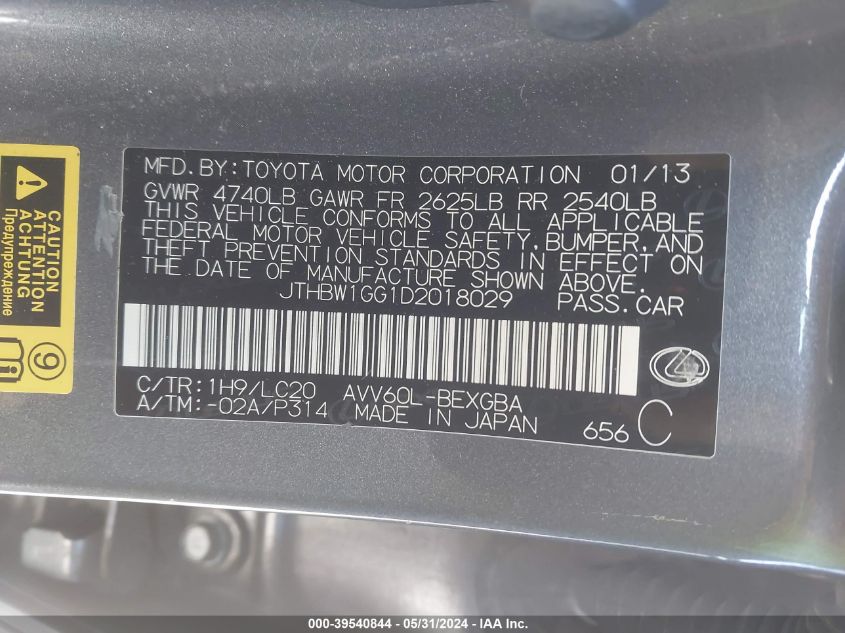 CAUTION
ATTENTION
ACHTUNG
Предупреждение
9
MFD.BY:TOYOTA MOTOR CORPORATION 01/13
GVWR 4740LB GAWR FR 2625LB RR 2540LB
THIS VEHICLE CONFORMS TO ALL APPLICABLE
FEDERAL MOTOR VEHICLE SAFETY,BUMPER,AND
THEFT PREVENTION STANDARDS IN EFFECT ON
THE DATE OF MANUFACTURE SHOWN ABOVE.
JTHBW1GG1D2018029 PASS.CAR
C/TR:1H9/LC20 AVV60L-BEXGBA
A/TM:-02A/P314 MADE IN JAPAN
656 C
000-39540844 - 05/31/2024 - IAA Inc.